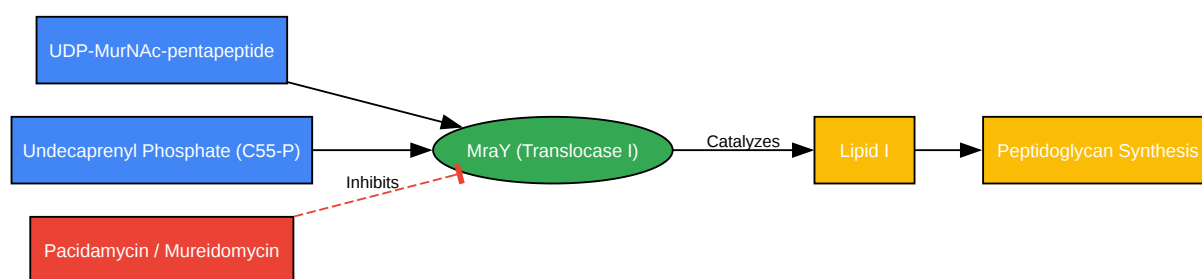 UDP-MurNAc-pentapeptide
Undecaprenyl Phosphate (C55-P)
MraY (Translocase I)
Catalyzes
Lipid I
Peptidoglycan Synthesis
Inhibits
Pacidamycin / Mureidomycin